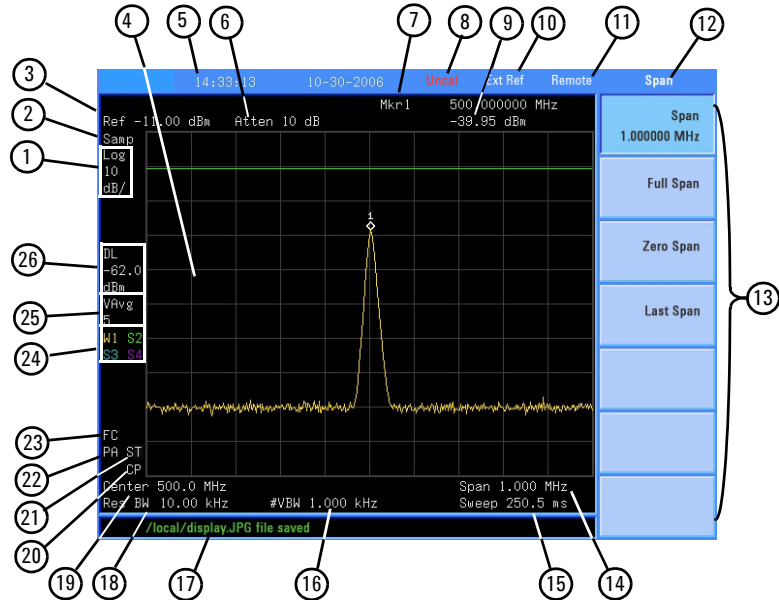 4 5 6 7 8 9 10 11 12
14:33:13 10-30-2006 Uncal Ext Ref Remote Span
3
Mkr1 500.000000 MHz
Ref -11.00 dBm Atten 10 dB -39.95 dBm
2
Samp
1
Log
10
dB/
1
Span
1.000000 MHz
Full Span
Zero Span
Last Span
13
26
DL
-62.0
dBm
25
VAvg
5
24
W1 S2
S3 S4
23
FC
22
PA ST
CP
21
Center 500.0 MHz Span 1.000 MHz
Res BW 10.00 kHz #VBW 1.000 kHz Sweep 250.5 ms
20
/local/display.JPG file saved
19 18 17 16 15 14